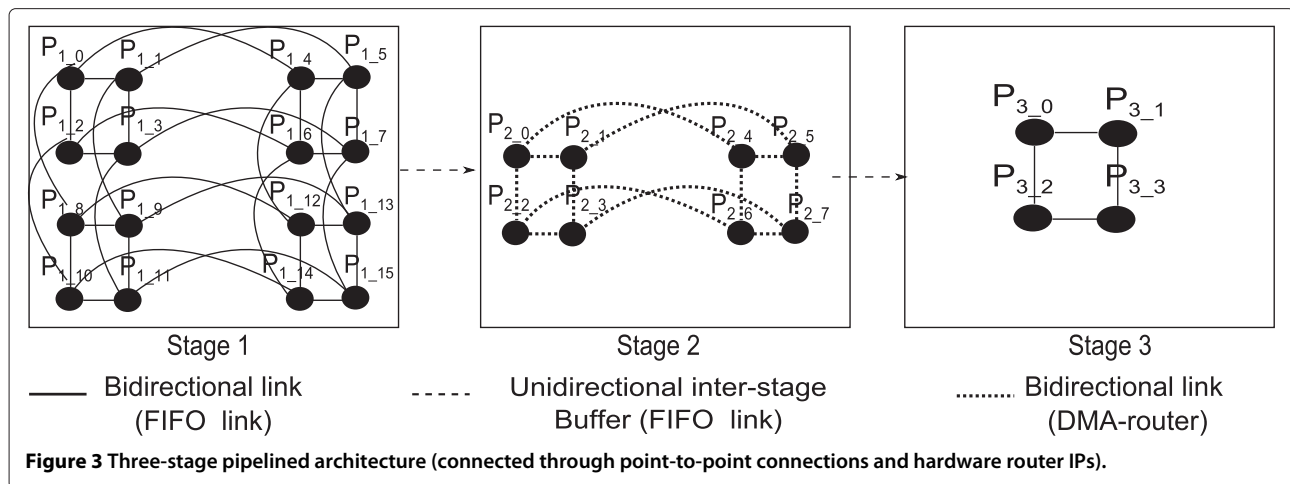 P1_0 P1_1 P1_4 P1_5
P1_2 P1_3 P1_6 P1_7
P1_8 P1_9 P1_12 P1_13
P1_10 P1_11 P1_14 P1_15
P2_0 P2_1 P2_4 P2_5
P2_2 P2_3 P2_6 P2_7
P3_0 P3_1
P3_2 P3_3
Stage 1 Stage 2 Stage 3
Bidirectional link
(FIFO link)
Unidirectional inter-stage
Buffer (FIFO link)
Bidirectional link
(DMA-router)
Figure 3 Three-stage pipelined architecture (connected through point-to-point connections and hardware router IPs).